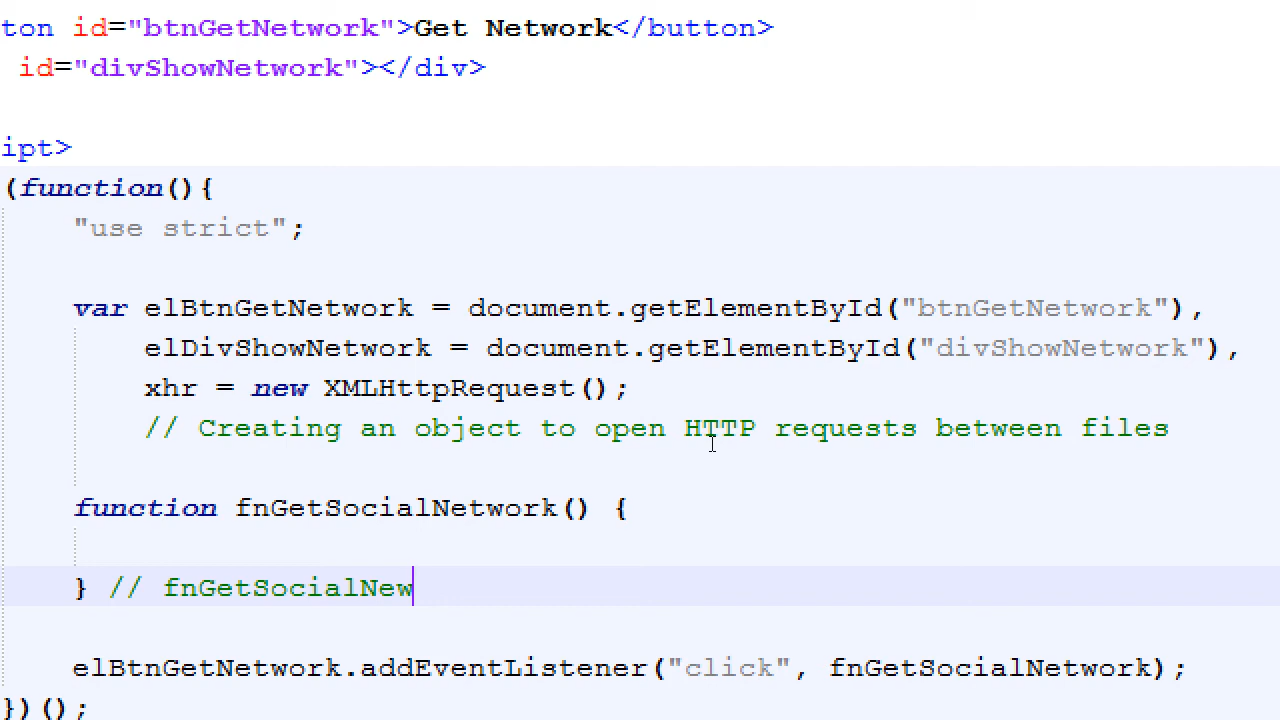 ton id="btnGetNetwork">Get Network</button>
id="divShowNetwork"></div>
ipt>
(function(){
"use strict";
var elBtnGetNetwork = document.getElementById("btnGetNetwork"),
elDivShowNetwork = document.getElementById("divShowNetwork"),
xhr = new XMLHttpRequest();
// Creating an object to open HTTP requests between files
function fnGetSocialNetwork() {
} // fnGetSocialNew
elBtnGetNetwork.addEventListener("click", fnGetSocialNetwork);
})();